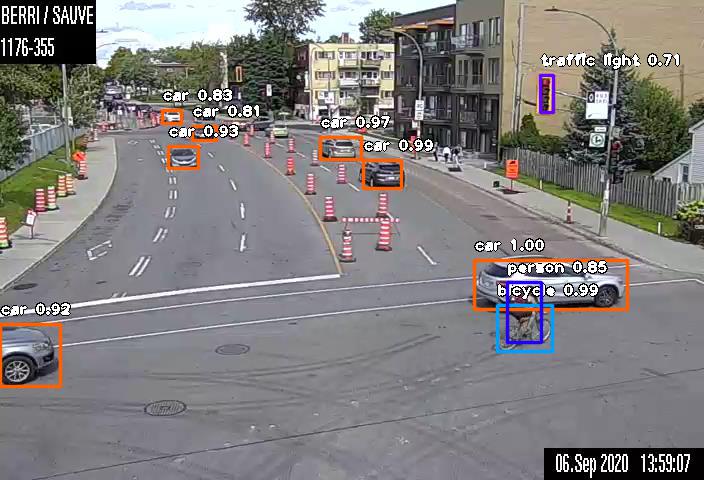 BERRI / SAUVE
1176-355
traffic light 0.71
car 0.83
car 0.81
car 0.93
car 0.97
car 0.99
car 1.00
person 0.85
bicycle 0.99
car 0.92
06.Sep 2020 13:59:07